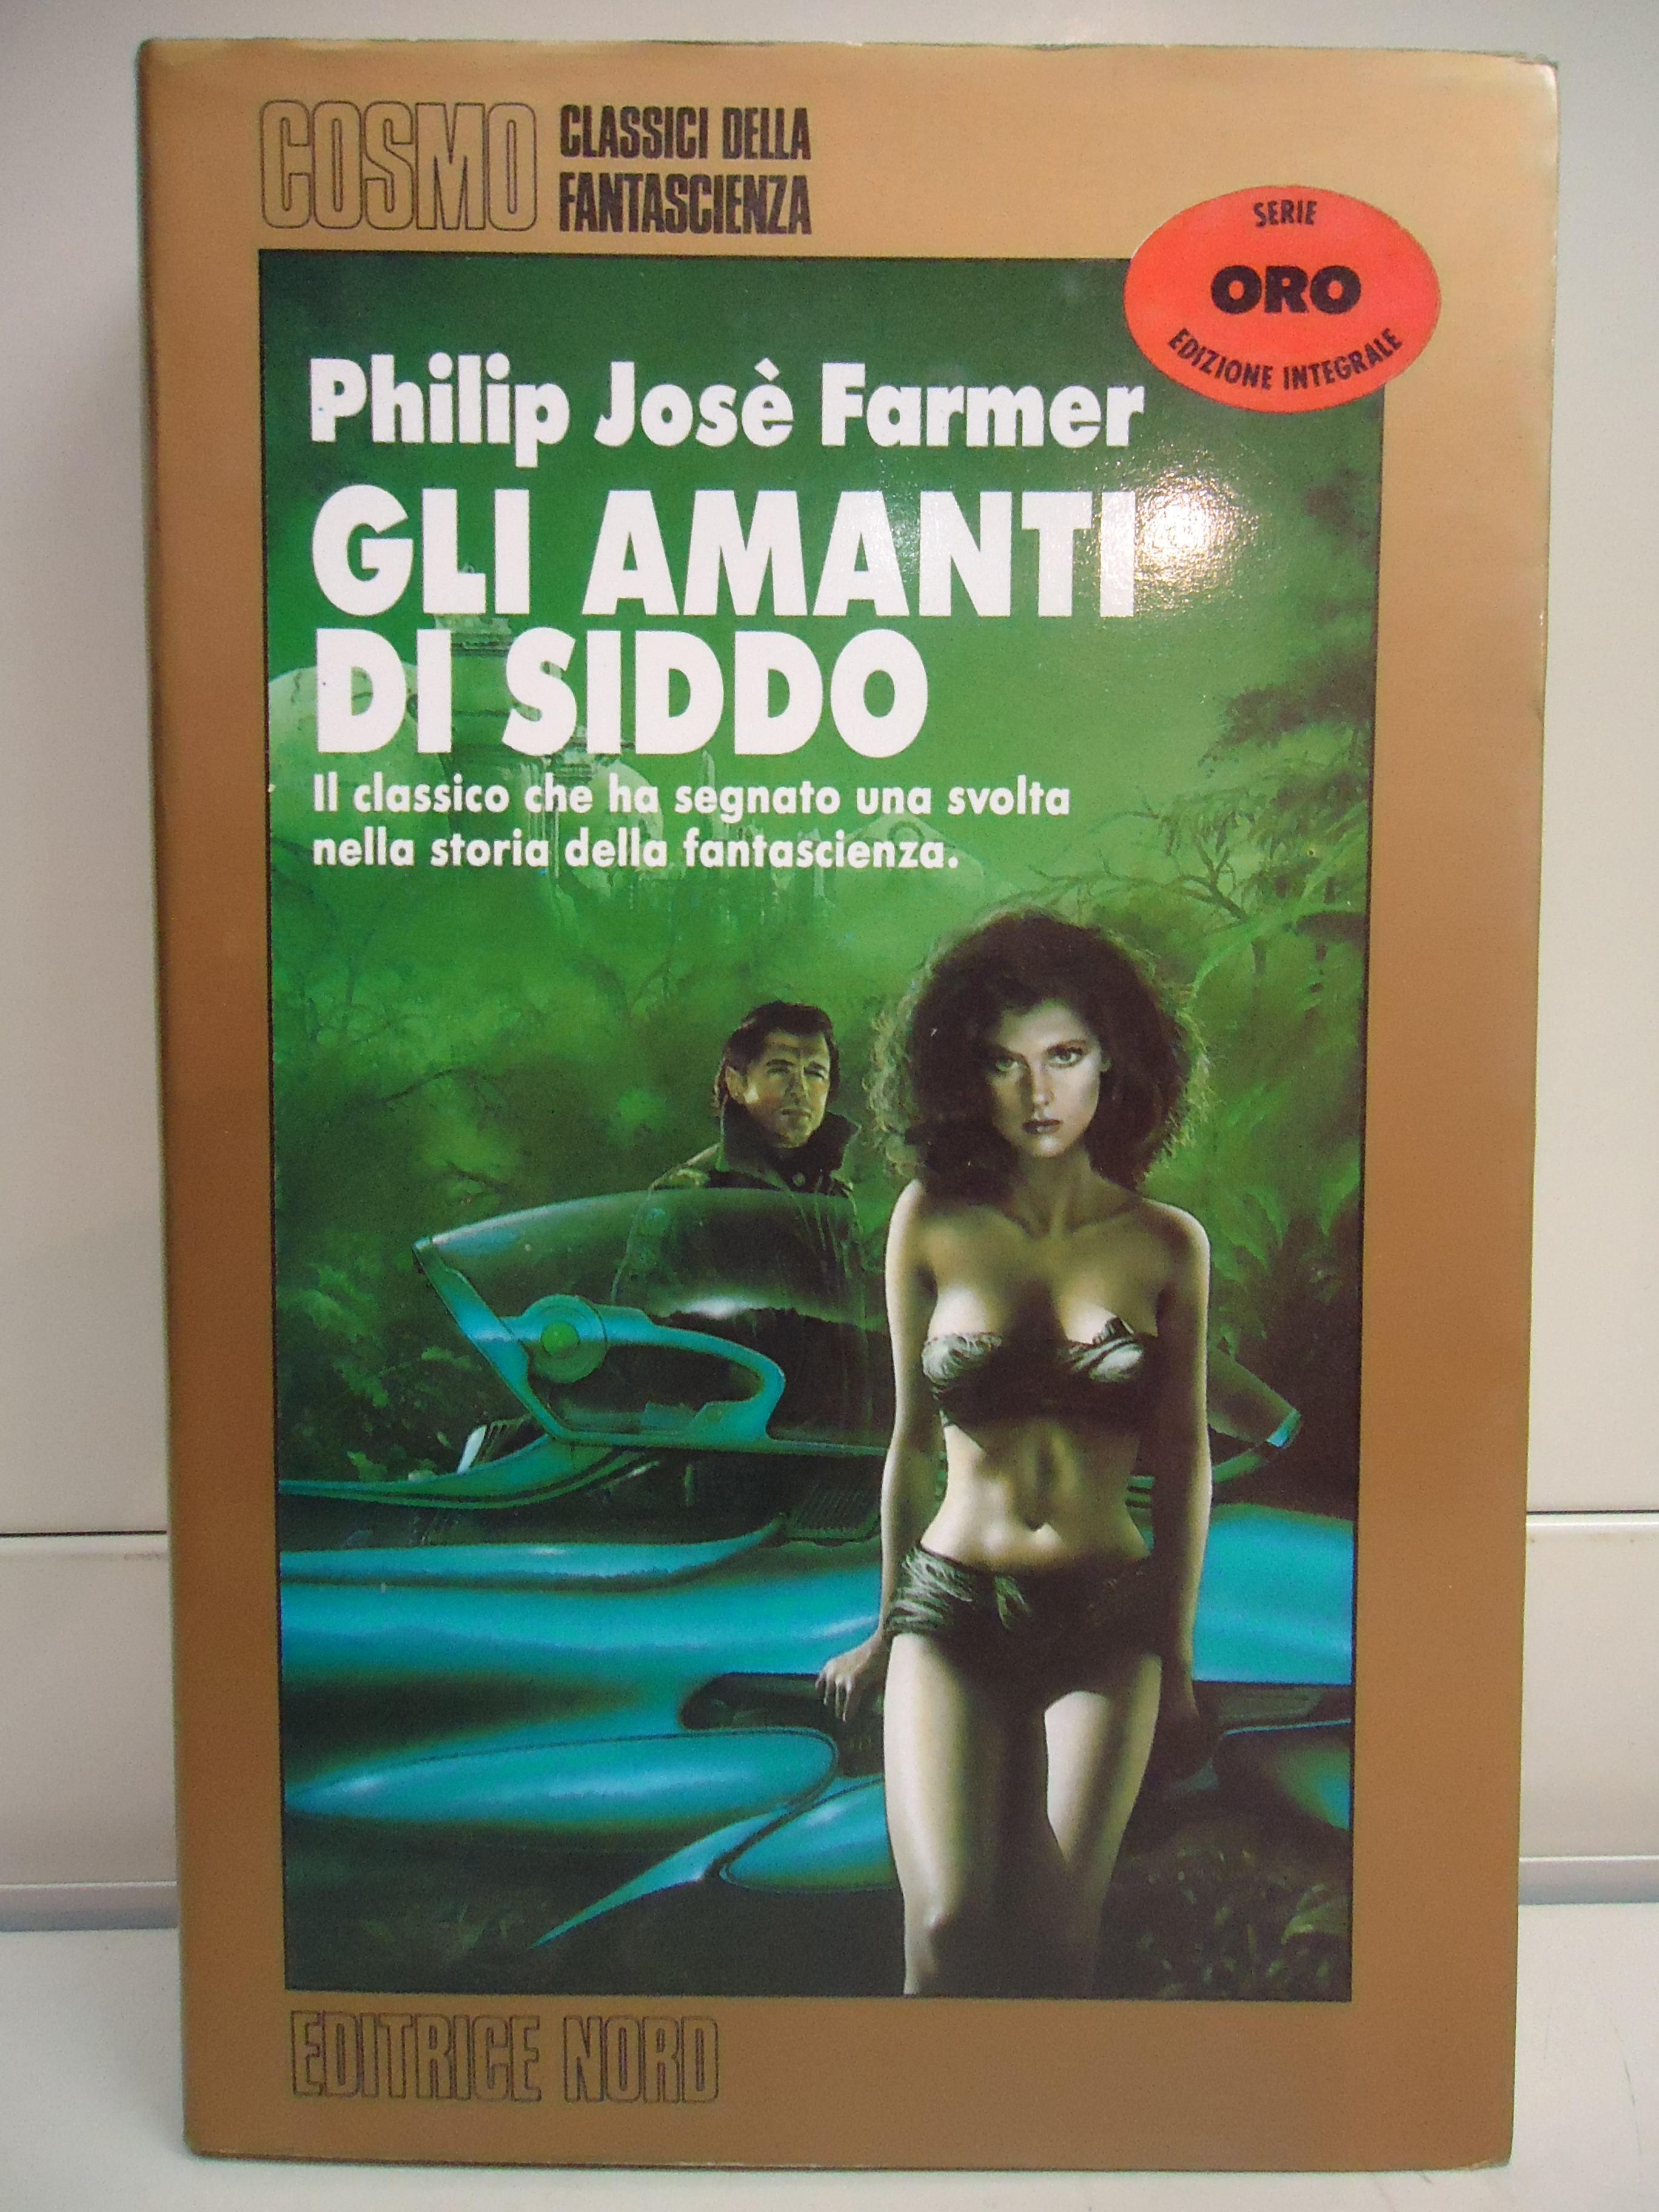 COSMO
CLASSICI DELLA
FANTASCIENZA
SERIE
ORO
EDIZIONE INTEGRALE
Philip Josè Farmer
GLI AMANTI
DI SIDDO
Il classico che ha segnato una svolta
nella storia della fantascienza.
EDITRICE NORD